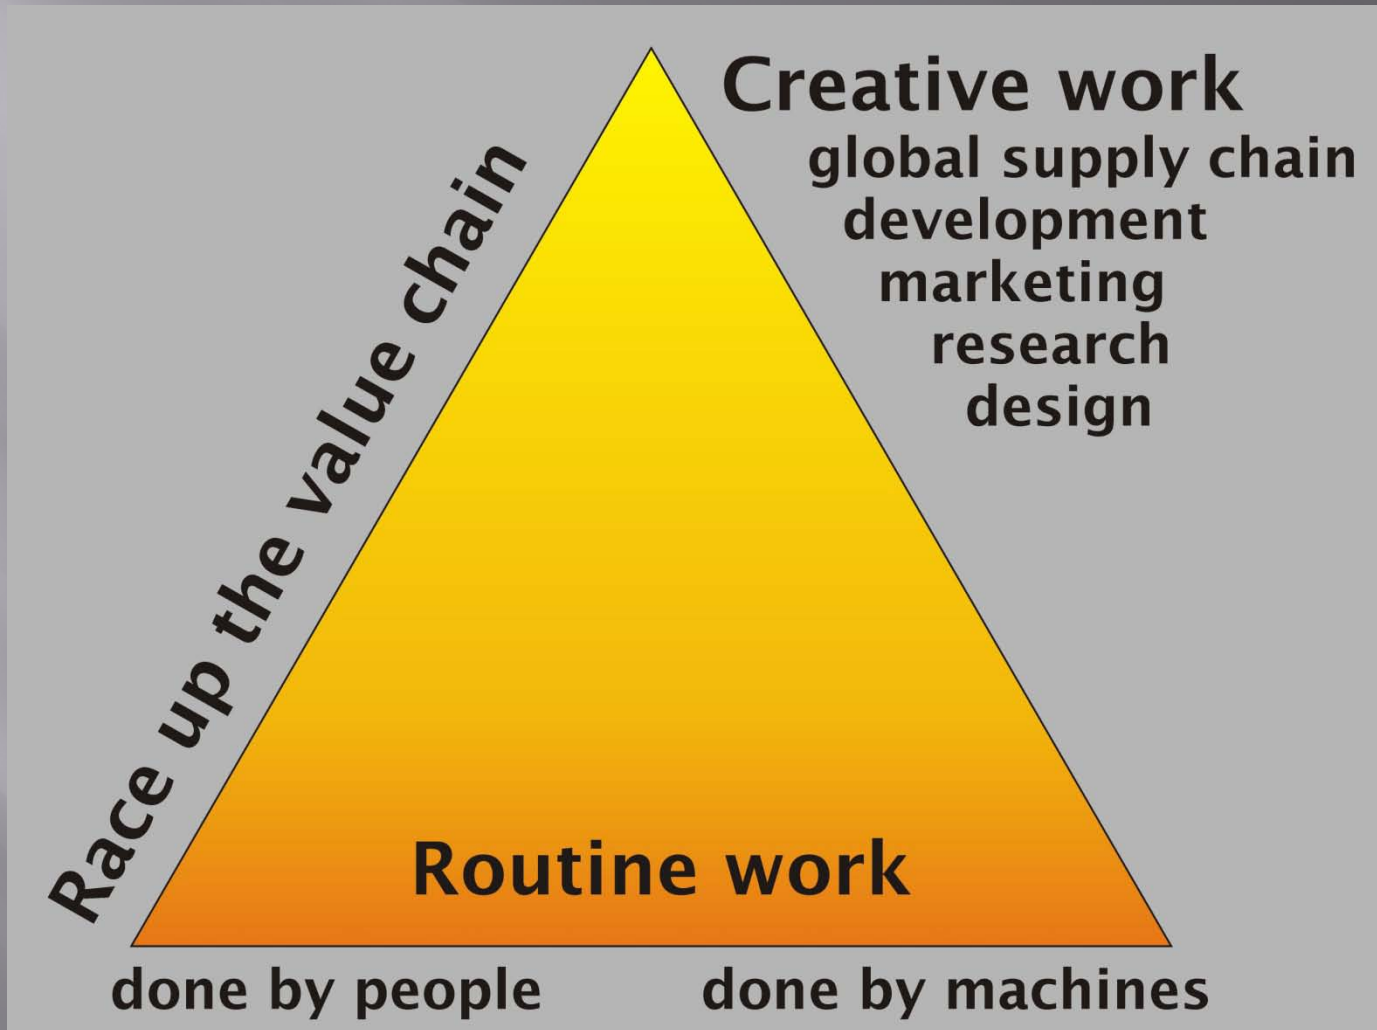 Creative work
global supply chain
development
marketing
research
design
Race up the value chain
Routine work
done by people
done by machines